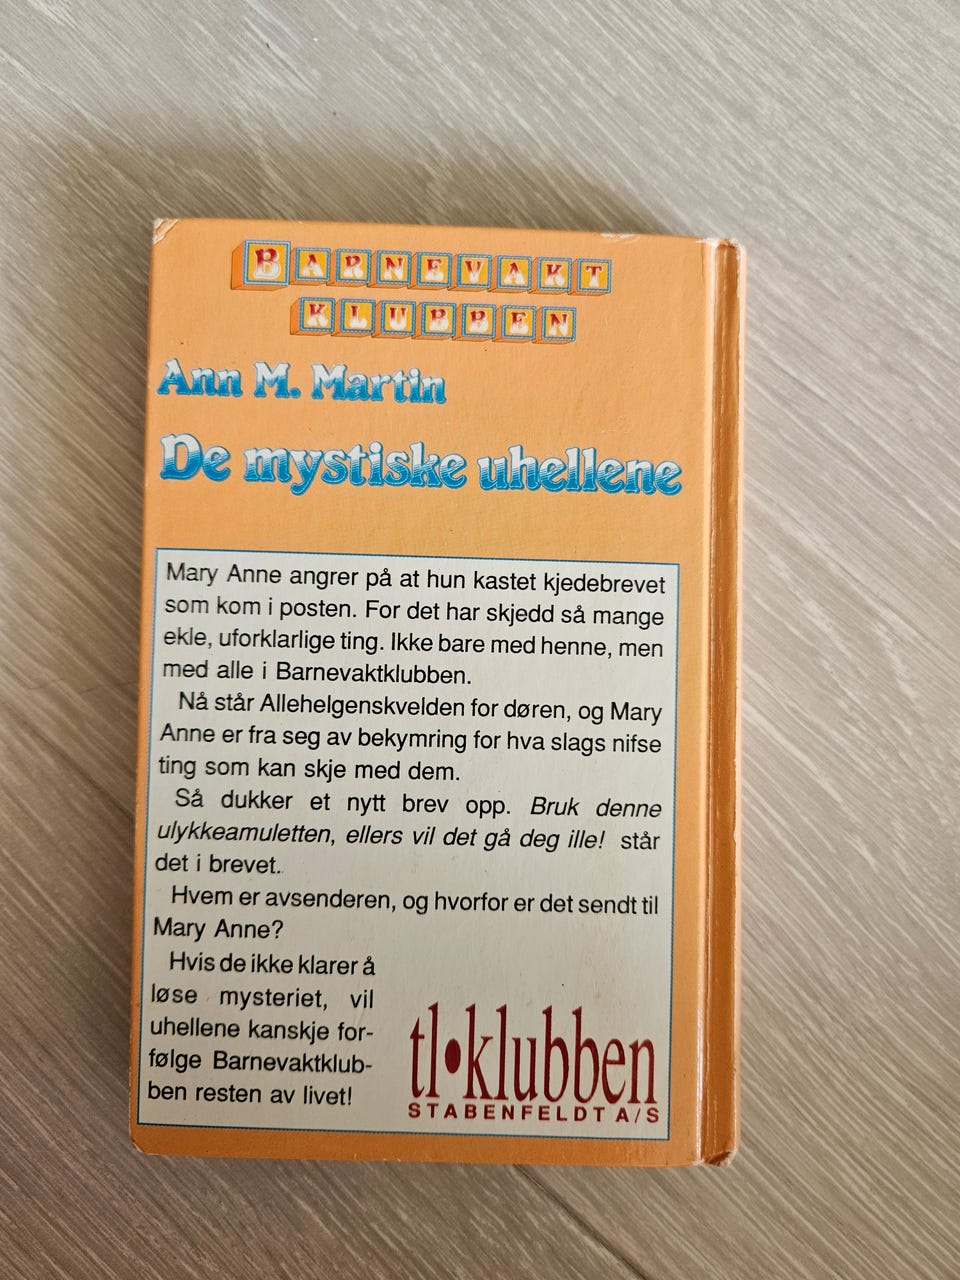 BARNEVAKT
KLUBBEN
Ann M. Martin
De mystiske uhellene
Mary Anne angrer på at hun kastet kjedebrevet
som kom i posten. For det har skjedd så mange
ekle, uforklarlige ting. Ikke bare med henne, men
med alle i Barnevaktklubben.
Nå står Allehelgenskvelden for døren, og Mary
Anne er fra seg av bekymring for hva slags nifse
ting som kan skje med dem.
Så dukker et nytt brev opp. Bruk denne
ulykkeamuletten, ellers vil det gå deg ille! står
det i brevet.
Hvem er avsenderen, og hvorfor er det sendt til
Mary Anne?
Hvis de ikke klarer å
løse mysteriet, vil
uhellene kanskje for-
følge Barnevaktklub-
ben resten av livet!
tl•klubben
STABENFELDT A/S